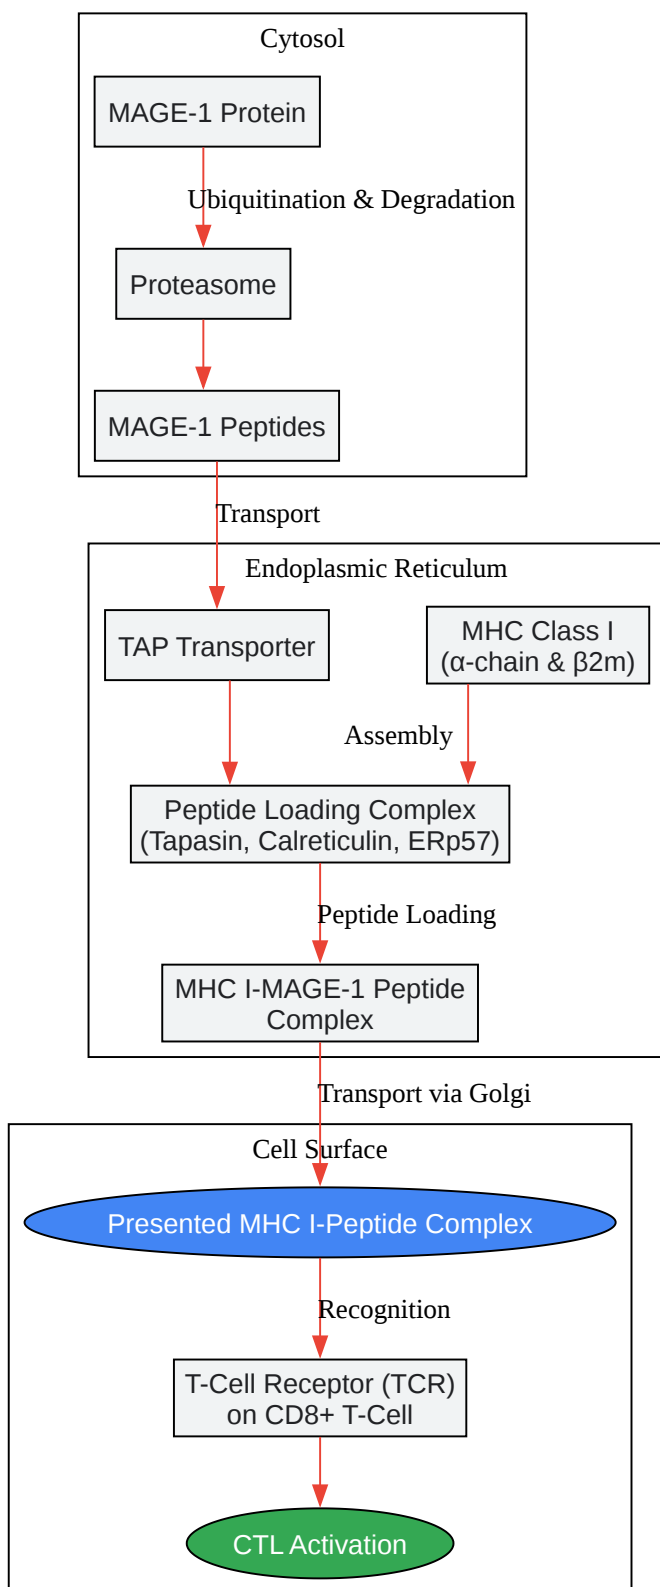 Cytosol
MAGE-1 Protein
Ubiquitination & Degradation
Proteasome
MAGE-1 Peptides
Transport
Endoplasmic Reticulum
TAP Transporter
MHC Class I
(α-chain & β2m)
Assembly
Peptide Loading Complex
(Tapasin, Calreticulin, ERp57)
Peptide Loading
MHC I-MAGE-1 Peptide
Complex
Transport via Golgi
Cell Surface
Presented MHC I-Peptide Complex
Recognition
T-Cell Receptor (TCR)
on CD8+ T-Cell
CTL Activation